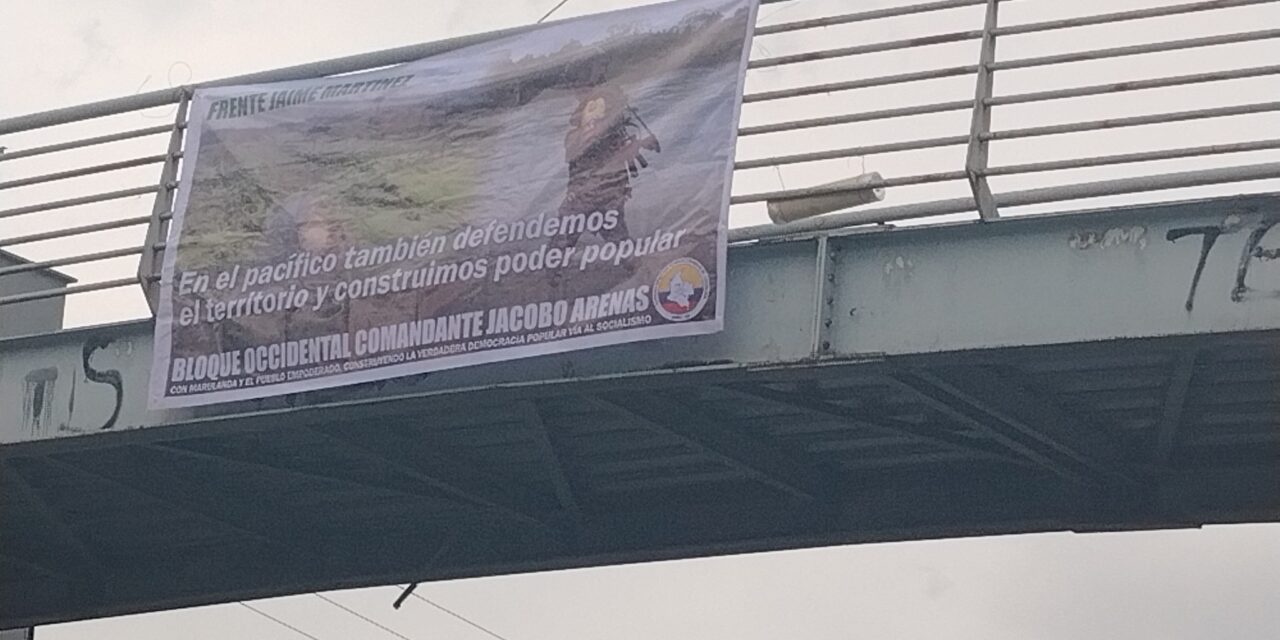 FRENTE JAIME MARTINEZ
En el pacífico también defendemos
el territorio y construimos poder popular
BLOQUE OCCIDENTAL COMANDANTE JACOBO ARENAS
CON MARULANDA Y EL PUEBLO EMPODERADO, CONSTRUYENDO LA VERDADERA DEMOCRACIA POPULAR VÍA AL SOCIALISMO